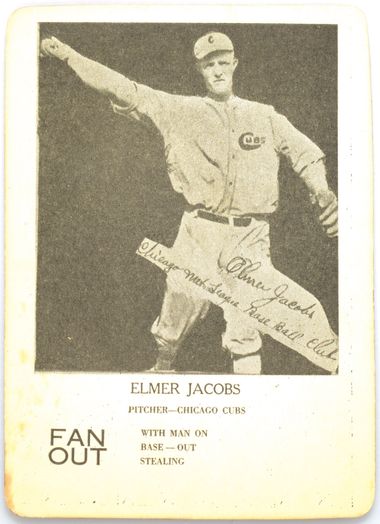 C
CUBS
Elmer Jacobs
Chicago Nat'l League Base Ball Club
ELMER JACOBS
PITCHER—CHICAGO CUBS
FAN
OUT
WITH MAN ON
BASE — OUT
STEALING